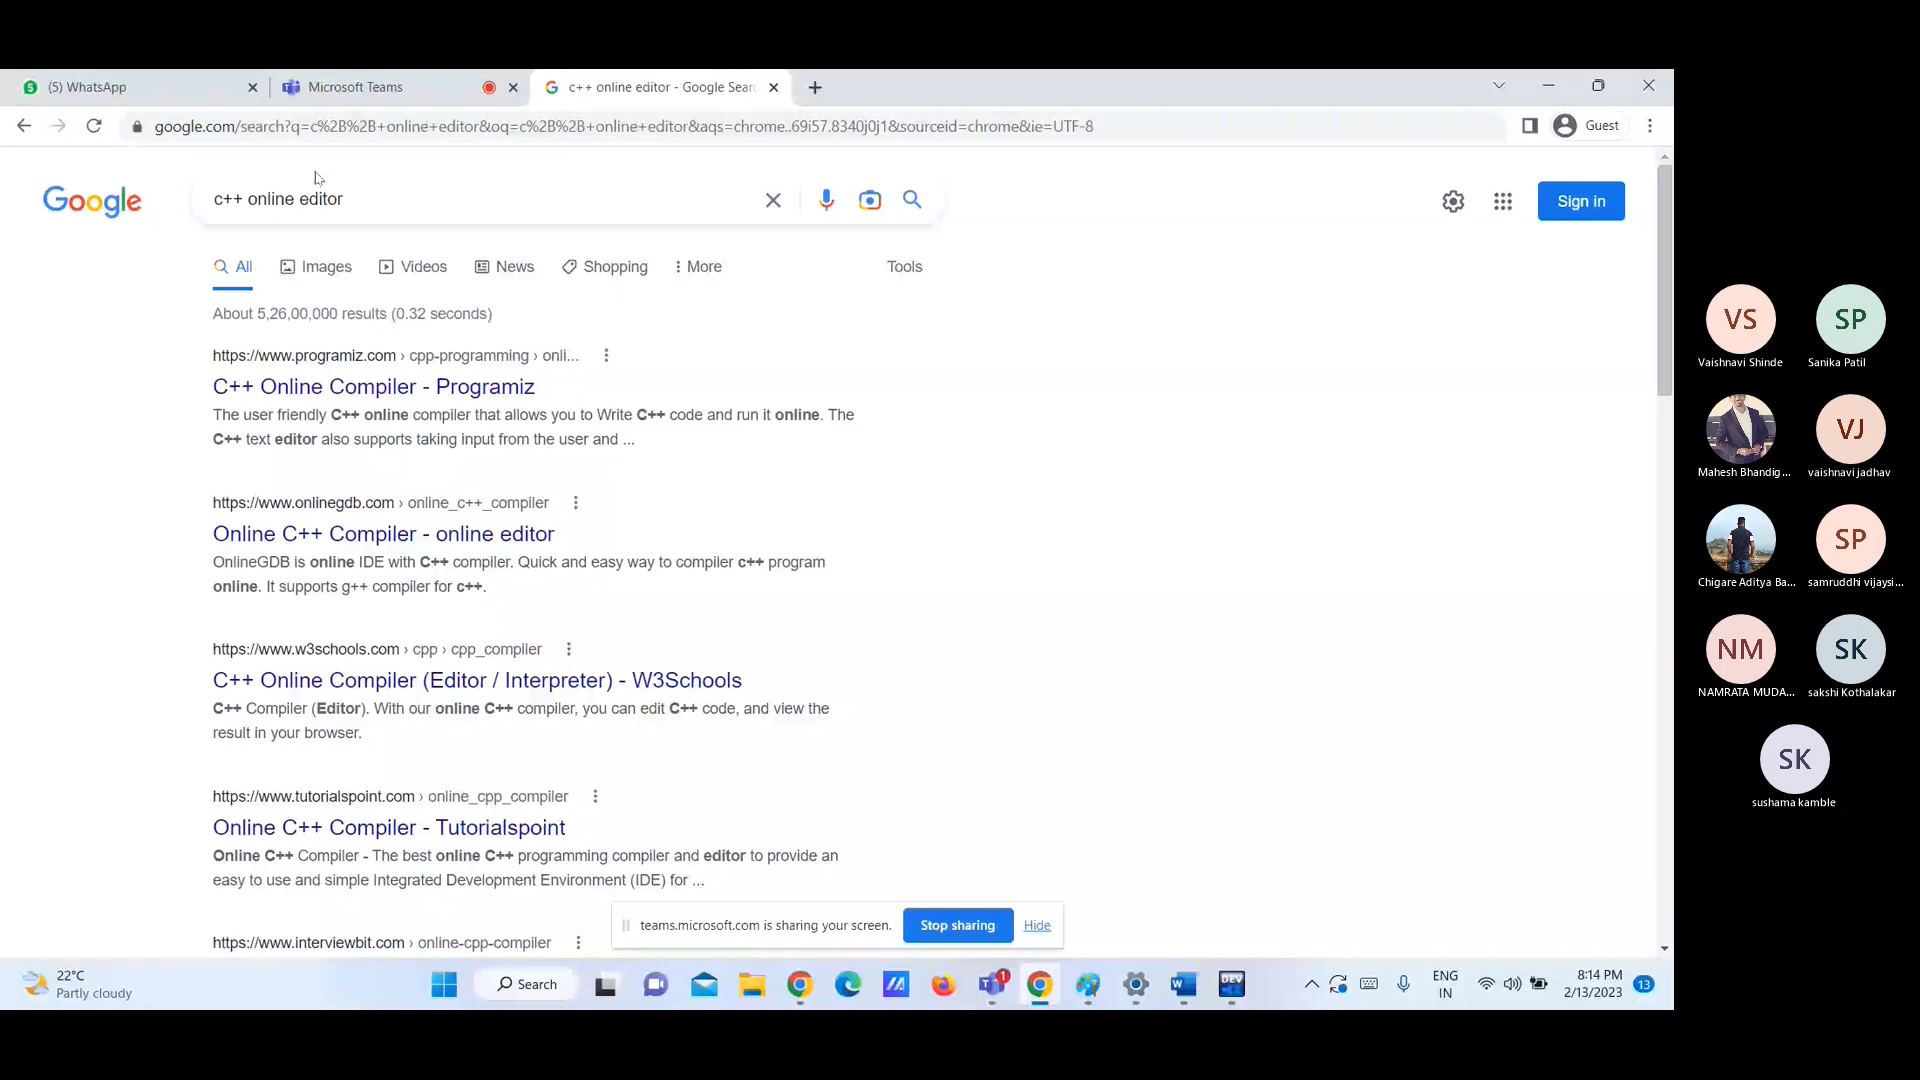 (5) WhatsApp
Microsoft Teams
c++ online editor - Google Sear
google.com/search?q=c%2B%2B+online+editor&oq=c%2B%2B+online+editor&aqs=chrome..69i57.8340j0j1&sourceid=chrome&ie=UTF-8
Guest
Google
c++ online editor
Sign in
All
Images
Videos
News
Shopping
More
Tools
About 5,26,00,000 results (0.32 seconds)
https://www.programiz.com › cpp-programming › onli...
C++ Online Compiler - Programiz
The user friendly C++ online compiler that allows you to Write C++ code and run it online. The
C++ text editor also supports taking input from the user and ...
https://www.onlinegdb.com › online_c++_compiler
Online C++ Compiler - online editor
OnlineGDB is online IDE with C++ compiler. Quick and easy way to compiler c++ program
online. It supports g++ compiler for c++.
https://www.w3schools.com › cpp › cpp_compiler
C++ Online Compiler (Editor / Interpreter) - W3Schools
C++ Compiler (Editor). With our online C++ compiler, you can edit C++ code, and view the
result in your browser.
https://www.tutorialspoint.com › online_cpp_compiler
Online C++ Compiler - Tutorialspoint
Online C++ Compiler - The best online C++ programming compiler and editor to provide an
easy to use and simple Integrated Development Environment (IDE) for ...
https://www.interviewbit.com › online-cpp-compiler
teams.microsoft.com is sharing your screen.
Stop sharing
Hide
22°C
Partly cloudy
Search
1
W
DEV
ENG
IN
8:14 PM
2/13/2023
13
VS
Vaishnavi Shinde
SP
Sanika Patil
Mahesh Bhandig...
VJ
vaishnavi jadhav
Chigare Aditya Ba...
SP
samruddhi vijaysi...
NM
NAMRATA MUDA...
SK
sakshi Kothalakar
SK
sushama kamble